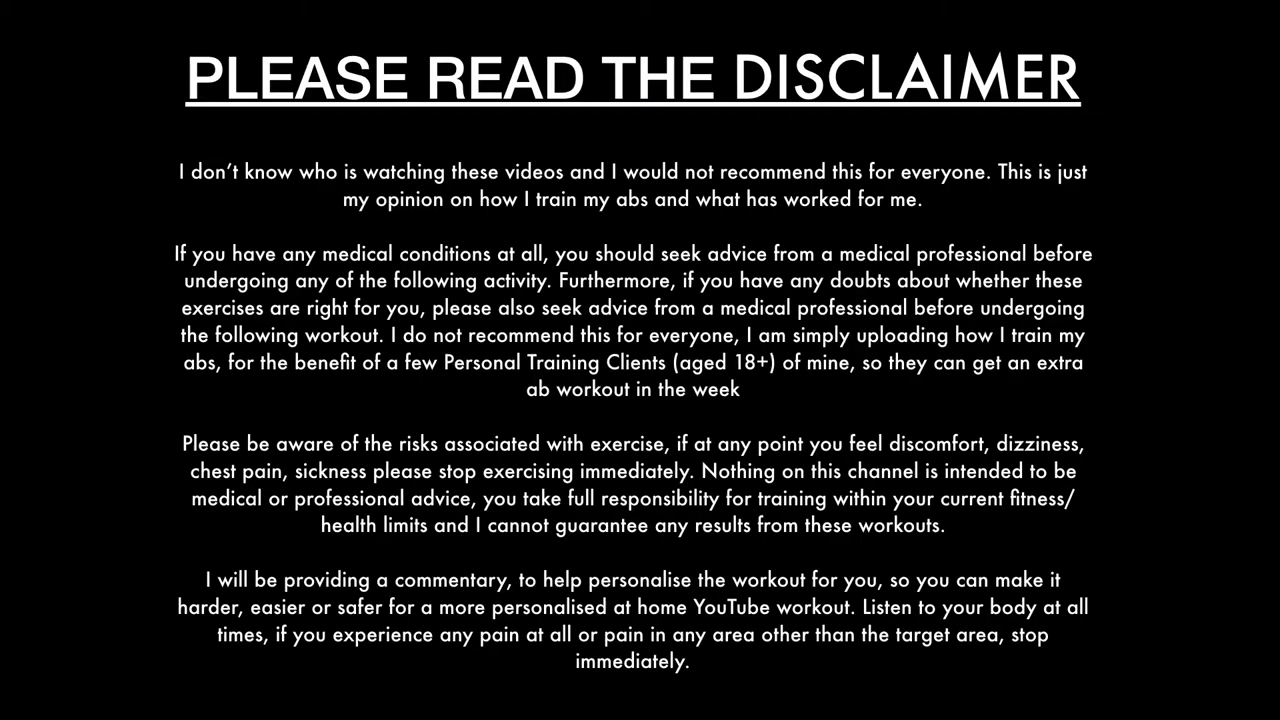 PLEASE READ THE DISCLAIMER
I don’t know who is watching these videos and I would not recommend this for everyone. This is just
my opinion on how I train my abs and what has worked for me.
If you have any medical conditions at all, you should seek advice from a medical professional before
undergoing any of the following activity. Furthermore, if you have any doubts about whether these
exercises are right for you, please also seek advice from a medical professional before undergoing
the following workout. I do not recommend this for everyone, I am simply uploading how I train my
abs, for the benefit of a few Personal Training Clients (aged 18+) of mine, so they can get an extra
ab workout in the week
Please be aware of the risks associated with exercise, if at any point you feel discomfort, dizziness,
chest pain, sickness please stop exercising immediately. Nothing on this channel is intended to be
medical or professional advice, you take full responsibility for training within your current fitness/
health limits and I cannot guarantee any results from these workouts.
I will be providing a commentary, to help personalise the workout for you, so you can make it
harder, easier or safer for a more personalised at home YouTube workout. Listen to your body at all
times, if you experience any pain at all or pain in any area other than the target area, stop
immediately.